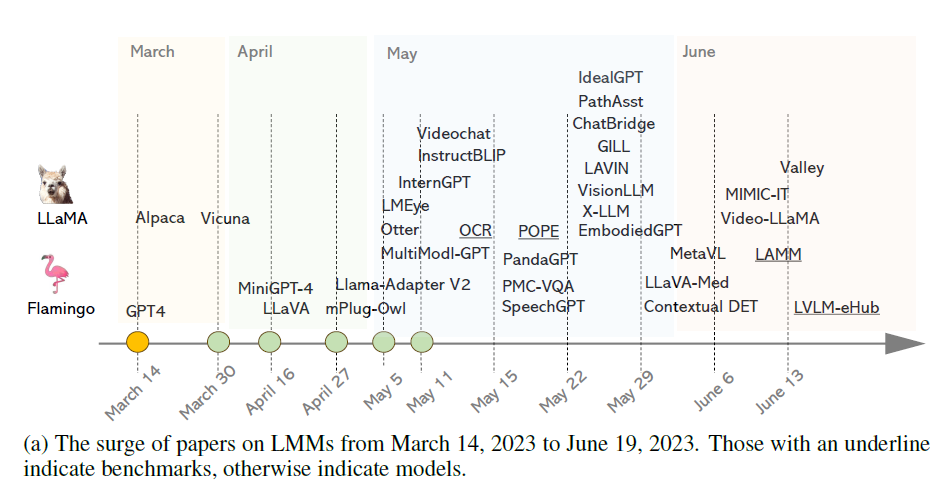 March
April
May
June
IdealGPT
PathAsst
ChatBridge
Videochat
GILL
InstructBLIP
LAVIN
Valley
InternGPT
VisionLLM
MIMIC-IT
LMEye
X-LLM
LLaMA
Alpaca
Vicuna
Video-LLaMA
Otter
OCR
POPE
EmbodiedGPT
MultiModl-GPT
PandaGPT
MetaVL
LAMM
MiniGPT-4
Llama-Adapter V2
PMC-VQA
LLaVA-Med
Flamingo
GPT4
LLaVA
mPlug-Owl
SpeechGPT
Contextual DET
LVLM-eHub
March 14
March 30
April 16
April 27
May 5
May 11
May 15
May 22
May 29
June 6
June 13
(a) The surge of papers on LMMs from March 14, 2023 to June 19, 2023. Those with an underline
indicate benchmarks, otherwise indicate models.